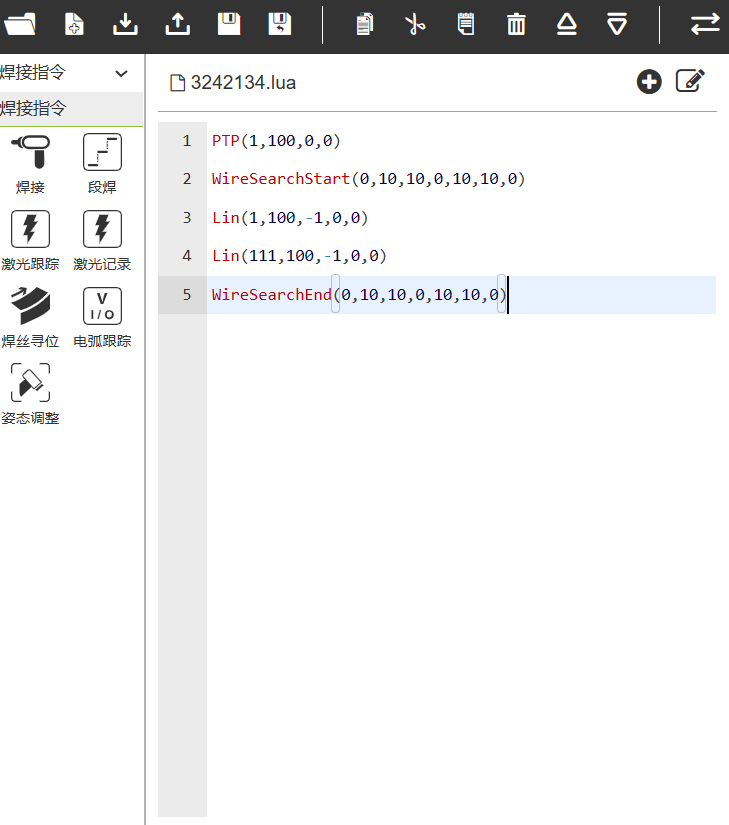 焊接指令
焊接指令
焊接
段焊
激光跟踪
激光记录
焊丝寻位
V
I/O
电弧跟踪
姿态调整
3242134.lua
1 PTP(1,100,0,0)
2 WireSearchStart(0,10,10,0,10,10,0)
3 Lin(1,100,-1,0,0)
4 Lin(111,100,-1,0,0)
5 WireSearchEnd(0,10,10,0,10,10,0)